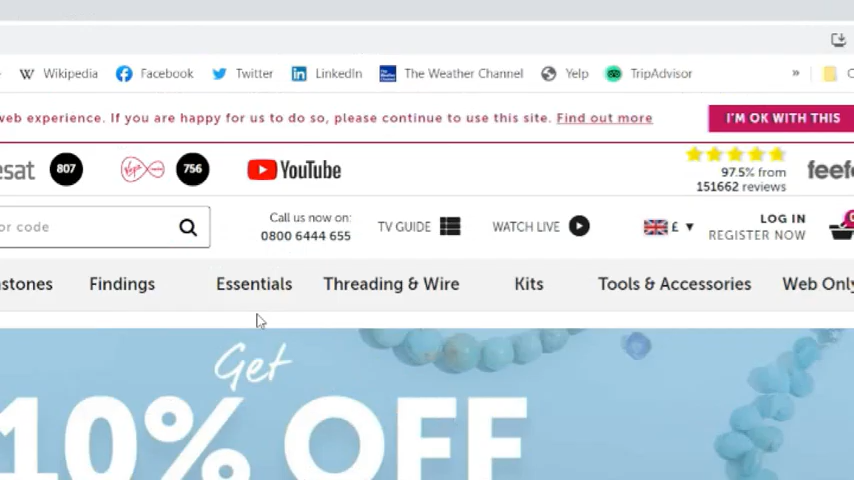 Wikipedia Facebook Twitter LinkedIn The Weather Channel Yelp TripAdvisor »
web experience. If you are happy for us to do so, please continue to use this site. Find out more I'M OK WITH THIS
sat 807 756 YouTube 97.5% from feefo
151662 reviews
or code Call us now on: TV GUIDE WATCH LIVE £ LOG IN
0800 6444 655 REGISTER NOW
stones Findings Essentials Threading & Wire Kits Tools & Accessories Web Only
Get
10% OFF